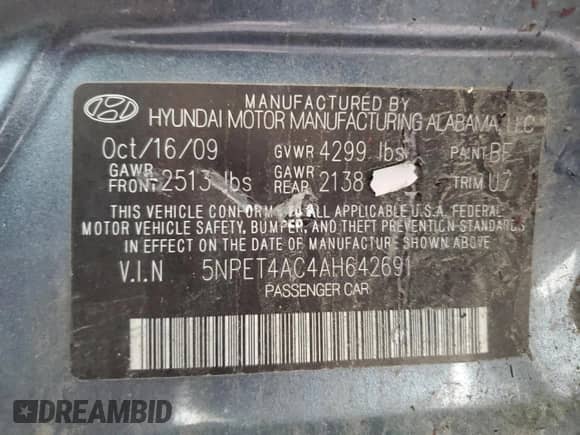 MANUFACTURED BY
HYUNDAI MOTOR MANUFACTURING ALABAMA, LLC
Oct/16/09 GVWR 4299 lbs PAINT BF
GAWR FRONT 2513 lbs GAWR REAR 2138 TRIM U7
THIS VEHICLE CONFORMS TO ALL APPLICABLE U.S.A. FEDERAL
MOTOR VEHICLE SAFETY, BUMPER, AND THEFT PREVENTION STANDARDS
IN EFFECT ON THE DATE OF MANUFACTURE SHOWN ABOVE
V.I.N 5NPET4AC4AH642691
PASSENGER CAR
DREAMBID